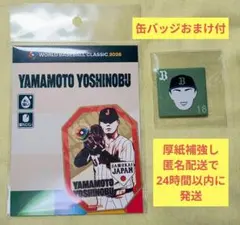 缶バッジおまけ付
WORLD BASEBALL CLASSIC 2026
YAMAMOTO YOSHINOBU
B
18
SAMURAI
JAPAN
YAMAMOTO
YOSHINOBU
厚紙補強し
匿名配送で
24時間以内に
発送